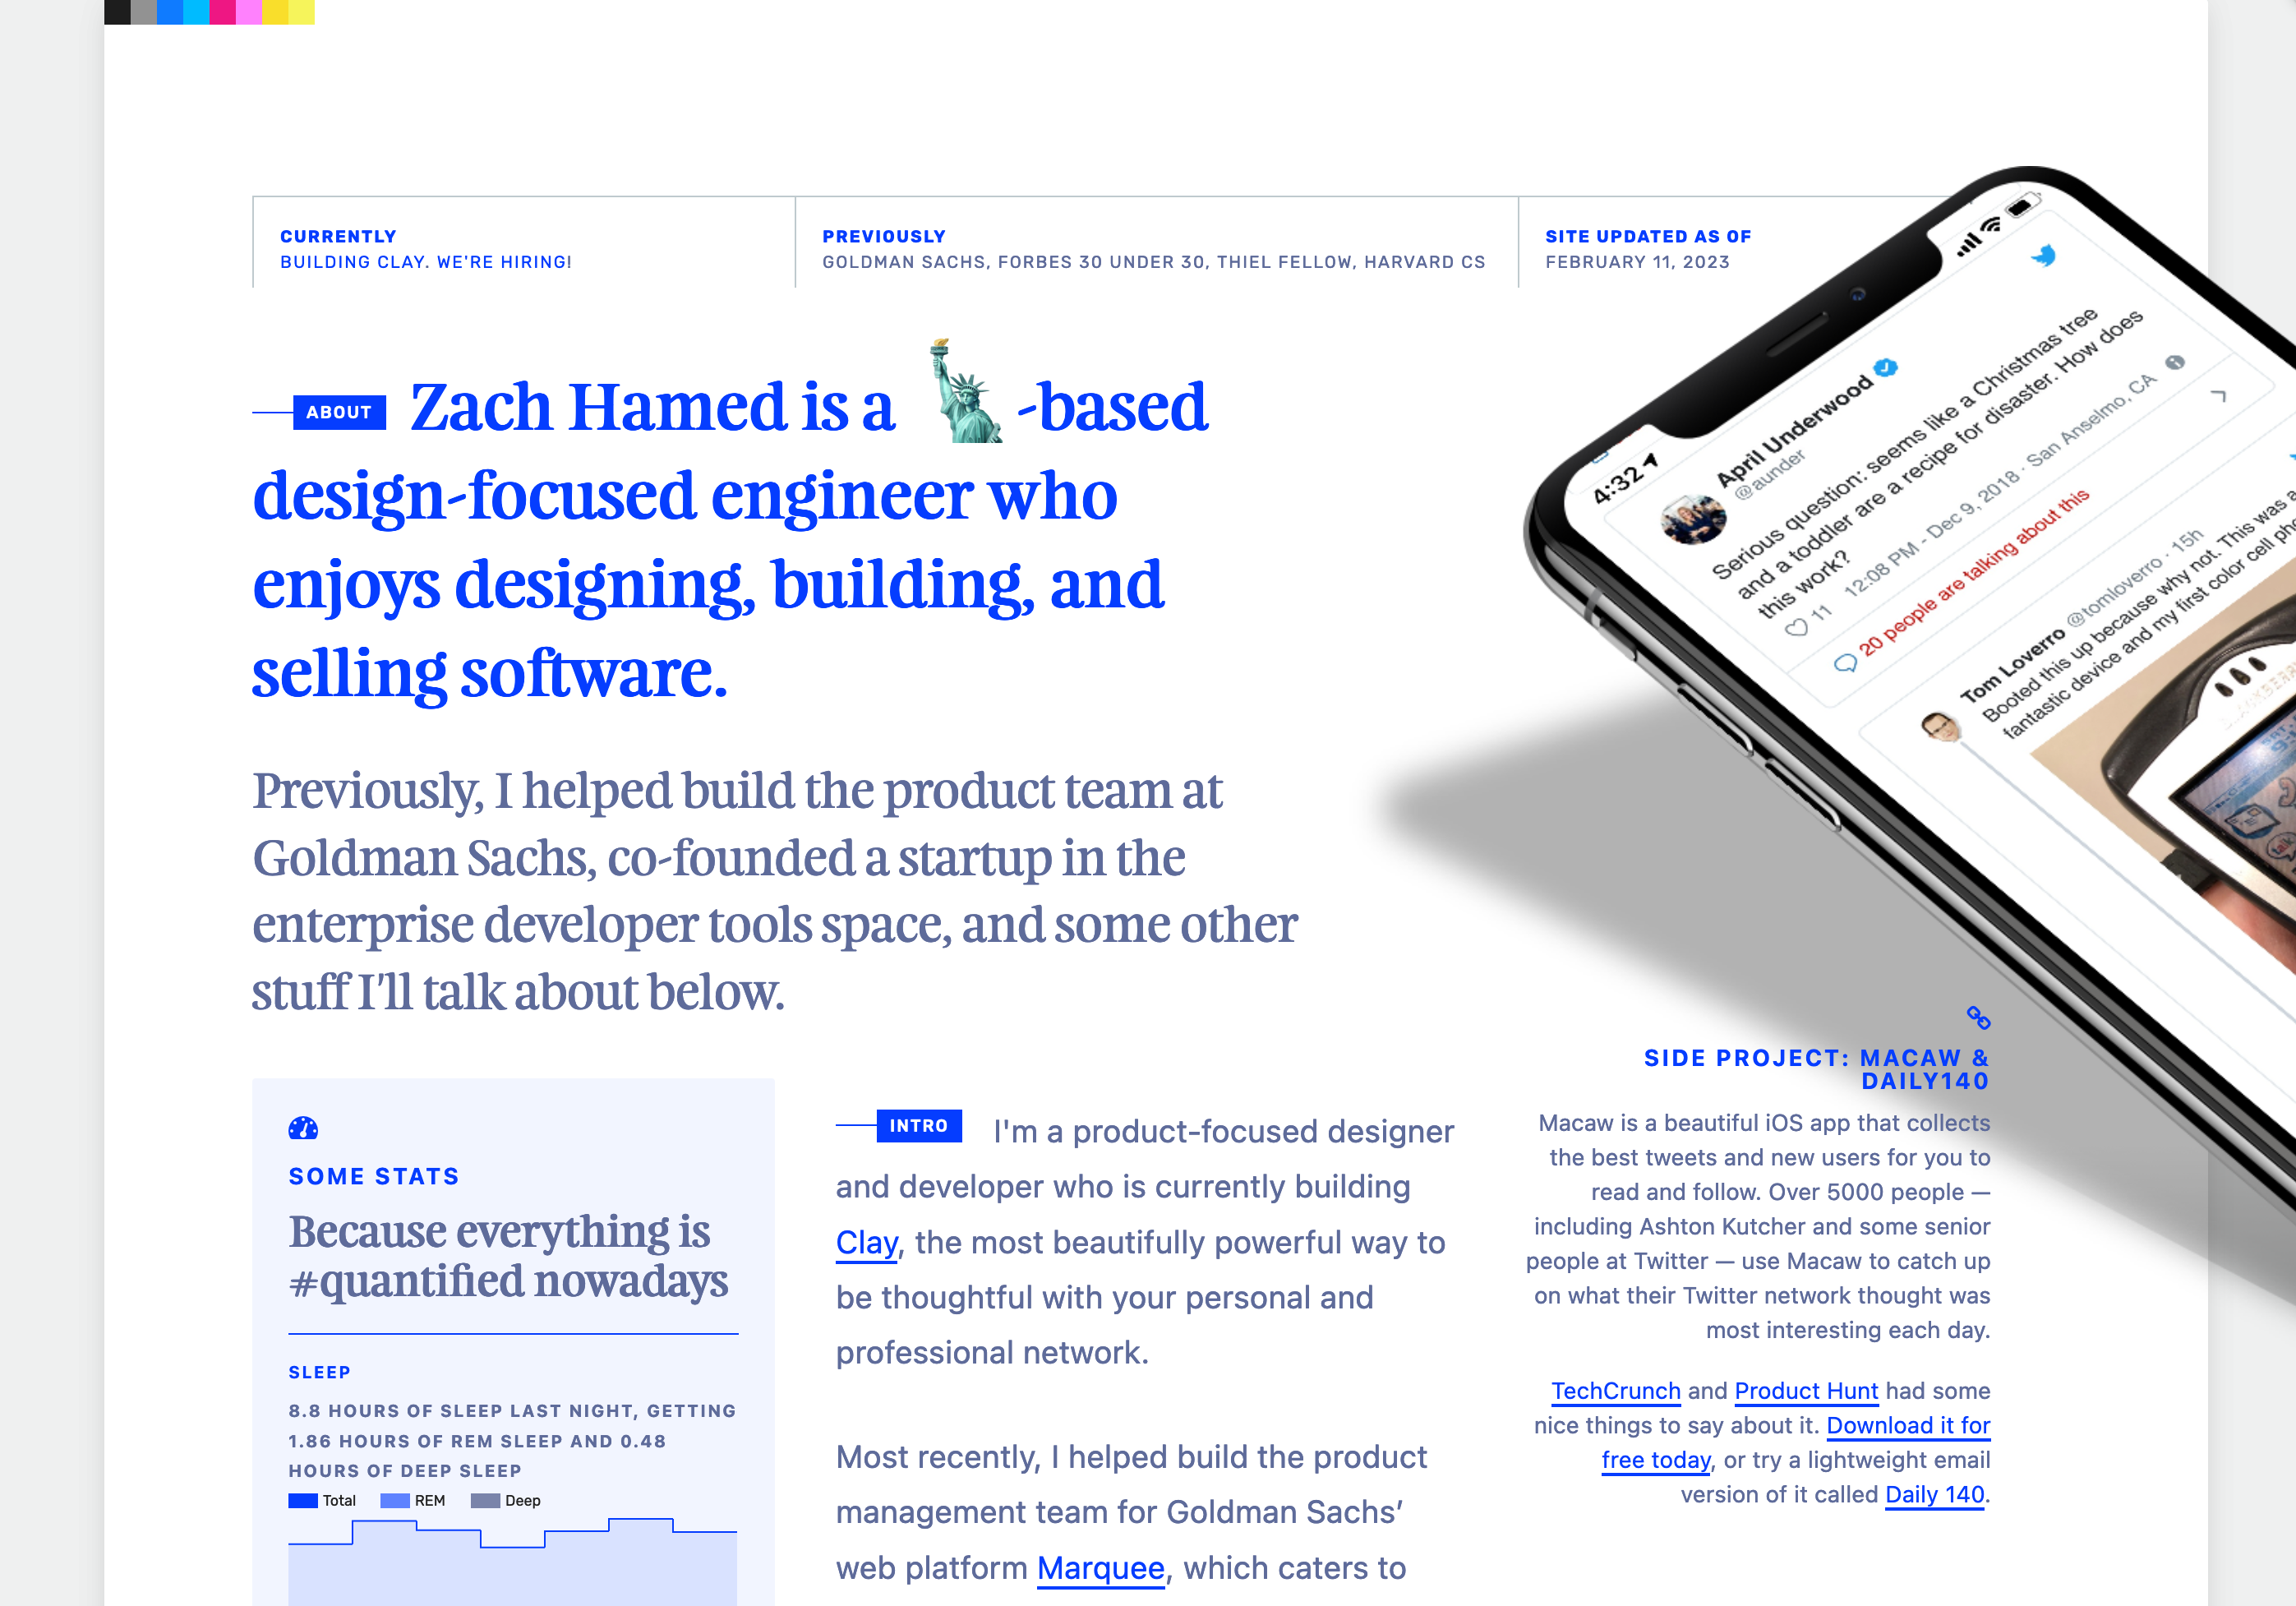 CURRENTLY
BUILDING CLAY. WE'RE HIRING!
PREVIOUSLY
GOLDMAN SACHS, FORBES 30 UNDER 30, THIEL FELLOW, HARVARD CS
SITE UPDATED AS OF
FEBRUARY 11, 2023
ABOUT Zach Hamed is a 🗽-based
design-focused engineer who
enjoys designing, building, and
selling software.
Previously, I helped build the product team at
Goldman Sachs, co-founded a startup in the
enterprise developer tools space, and some other
stuff I'll talk about below.
4:32
April Underwood
@aunder
Serious question: seems like a Christmas tree
and a toddler are a recipe for disaster. How does
this work?
11 12:08 PM - Dec 9, 2018 · San Anselmo, CA
20 people are talking about this
Tom Loverro @tomloverro · 15h
Booted this up because why not. This was a
fantastic device and my first color cell
SOME STATS
Because everything is
#quantified nowadays
SLEEP
8.8 HOURS OF SLEEP LAST NIGHT, GETTING
1.86 HOURS OF REM SLEEP AND 0.48
HOURS OF DEEP SLEEP
Total REM Deep
INTRO I'm a product-focused designer
and developer who is currently building
Clay, the most beautifully powerful way to
be thoughtful with your personal and
professional network.
Most recently, I helped build the product
management team for Goldman Sachs’
web platform Marquee, which caters to
SIDE PROJECT: MACAW &
DAILY140
Macaw is a beautiful iOS app that collects
the best tweets and new users for you to
read and follow. Over 5000 people —
including Ashton Kutcher and some senior
people at Twitter — use Macaw to catch up
on what their Twitter network thought was
most interesting each day.
TechCrunch and Product Hunt had some
nice things to say about it. Download it for
free today, or try a lightweight email
version of it called Daily 140.